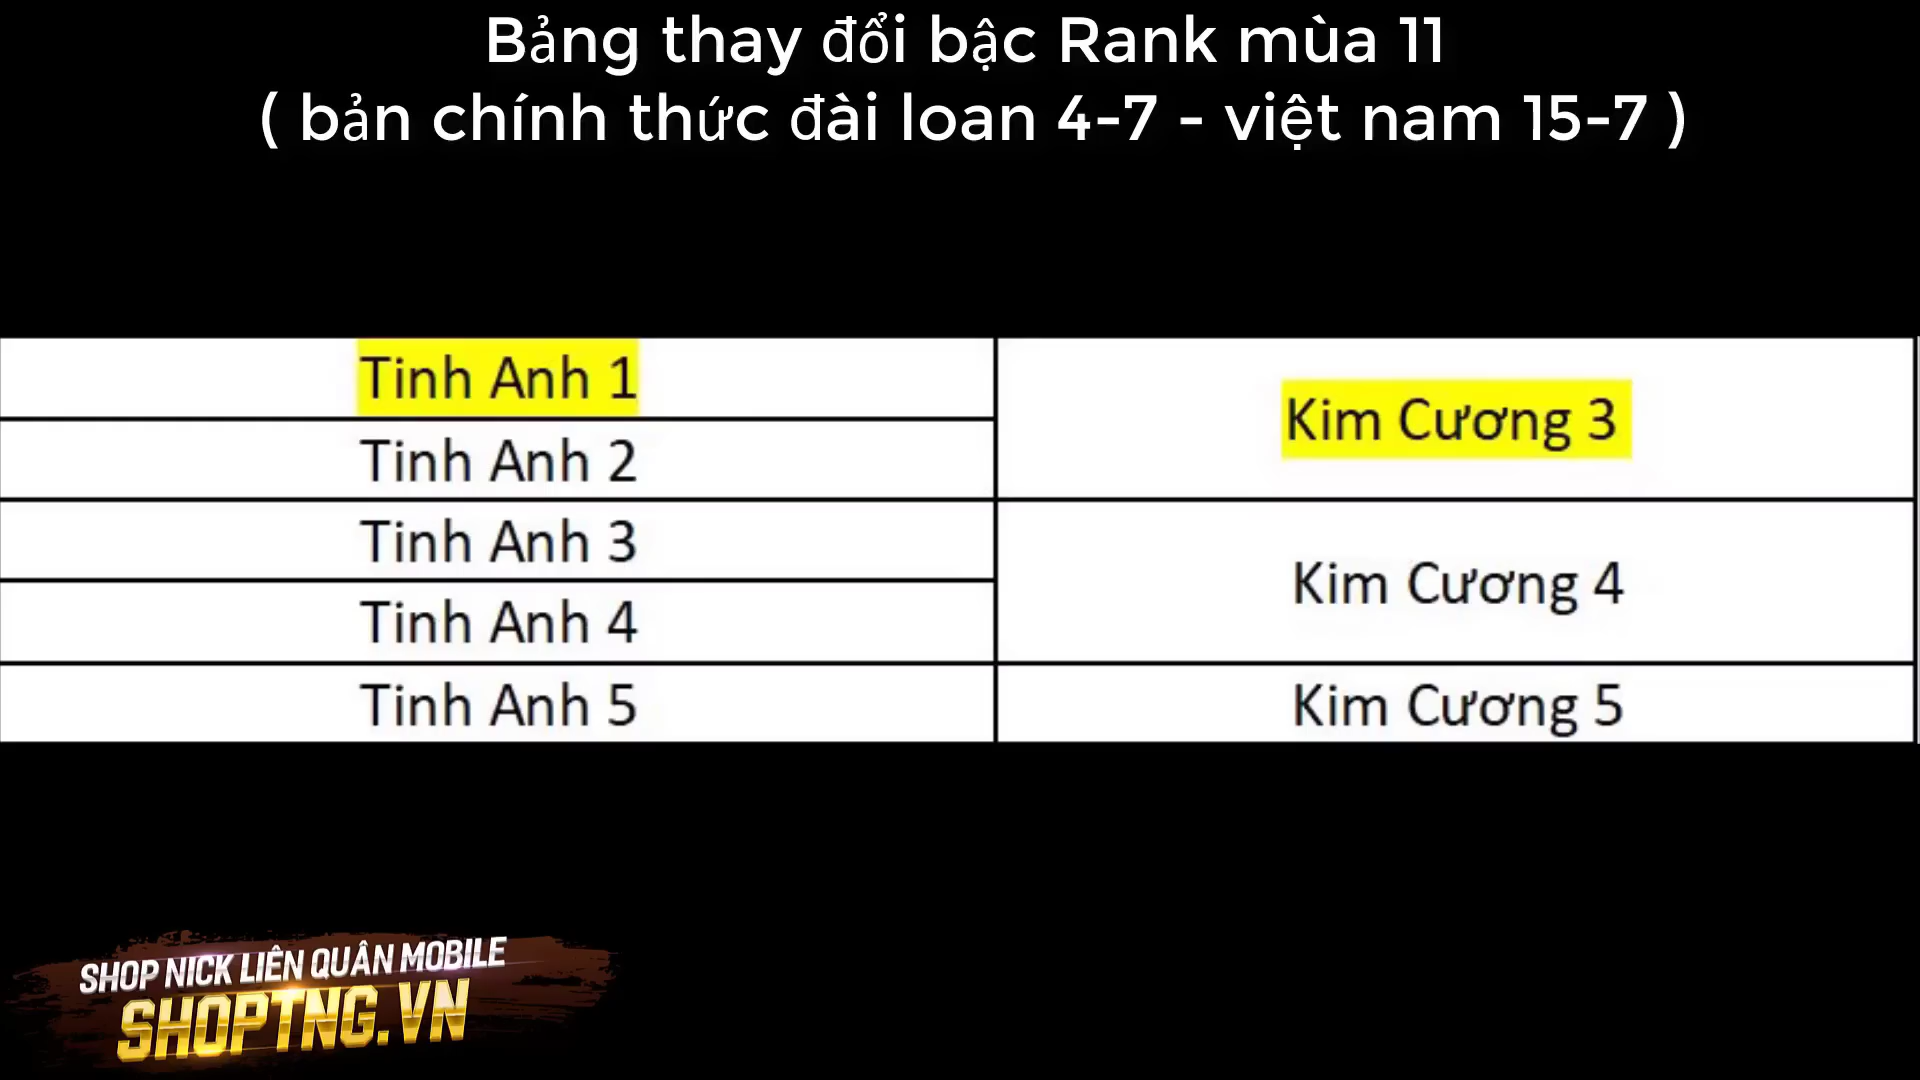 Bảng thay đổi bậc Rank mùa 11
( bản chính thức đài loan 4-7 - việt nam 15-7 )
Tinh Anh 1
Kim Cương 3
Tinh Anh 2
Tinh Anh 3
Kim Cương 4
Tinh Anh 4
Tinh Anh 5
Kim Cương 5
SHOP NICK LIÊN QUÂN MOBILE
SHOPTNG.VN